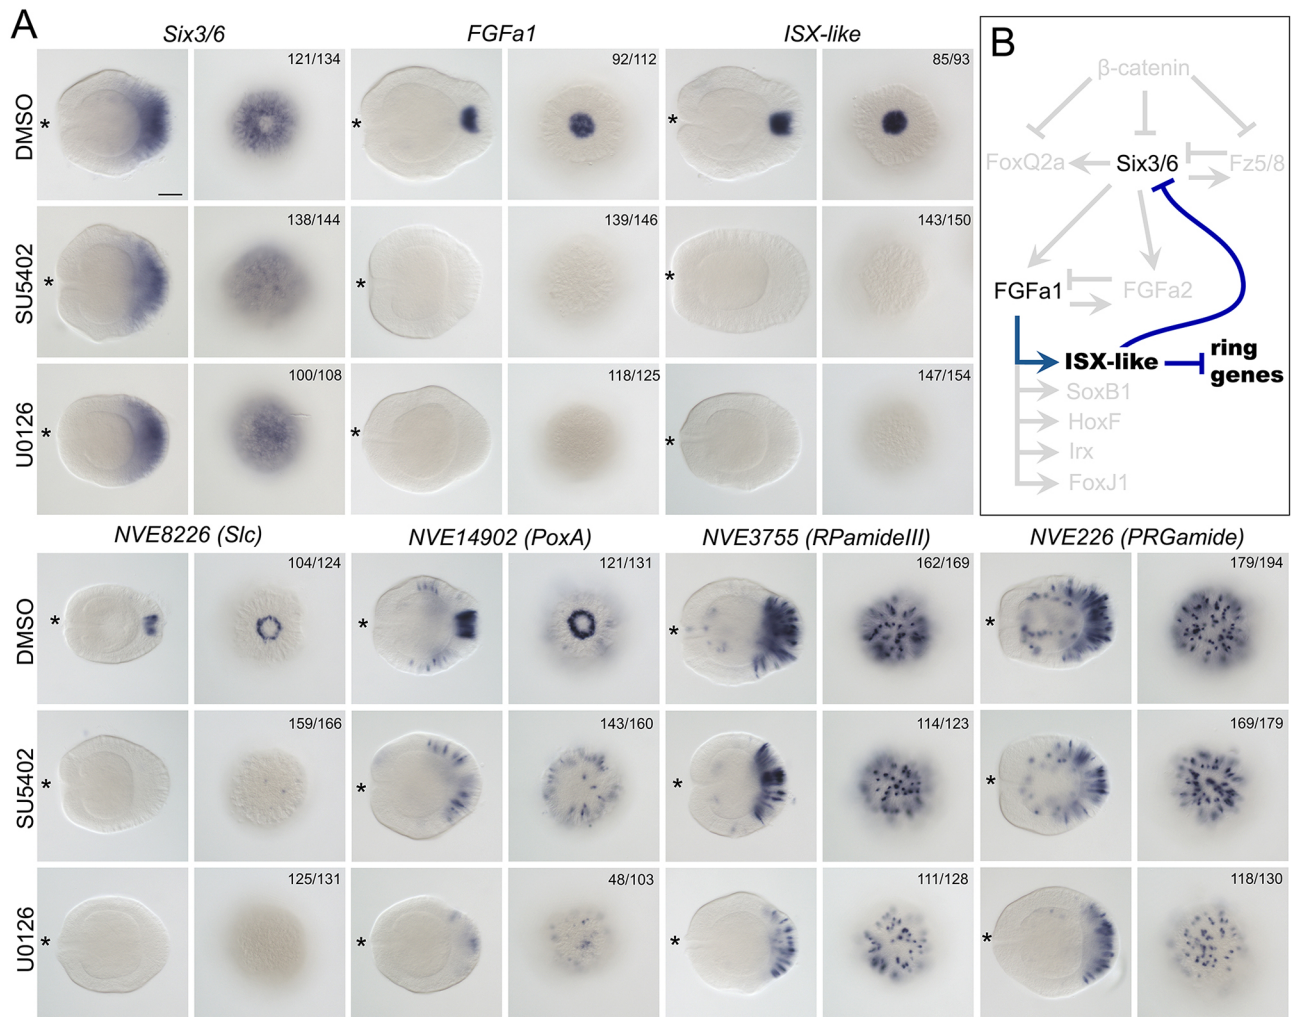 A
Six3/6
FGFa1
ISX-like
DMSO
121/134
92/112
85/93
*
*
*
SU5402
138/144
139/146
143/150
*
*
*
U0126
100/108
118/125
147/154
*
*
*
B
β-catenin
FoxQ2a
Six3/6
Fz5/8
FGFa1
FGFa2
ISX-like
ring
genes
SoxB1
HoxF
Irx
FoxJ1
NVE8226 (Slc)
NVE14902 (PoxA)
NVE3755 (RPamideIII)
NVE226 (PRGamide)
DMSO
104/124
121/131
162/169
179/194
*
*
*
*
SU5402
159/166
143/160
114/123
169/179
*
*
*
*
U0126
125/131
48/103
111/128
118/130
*
*
*
*